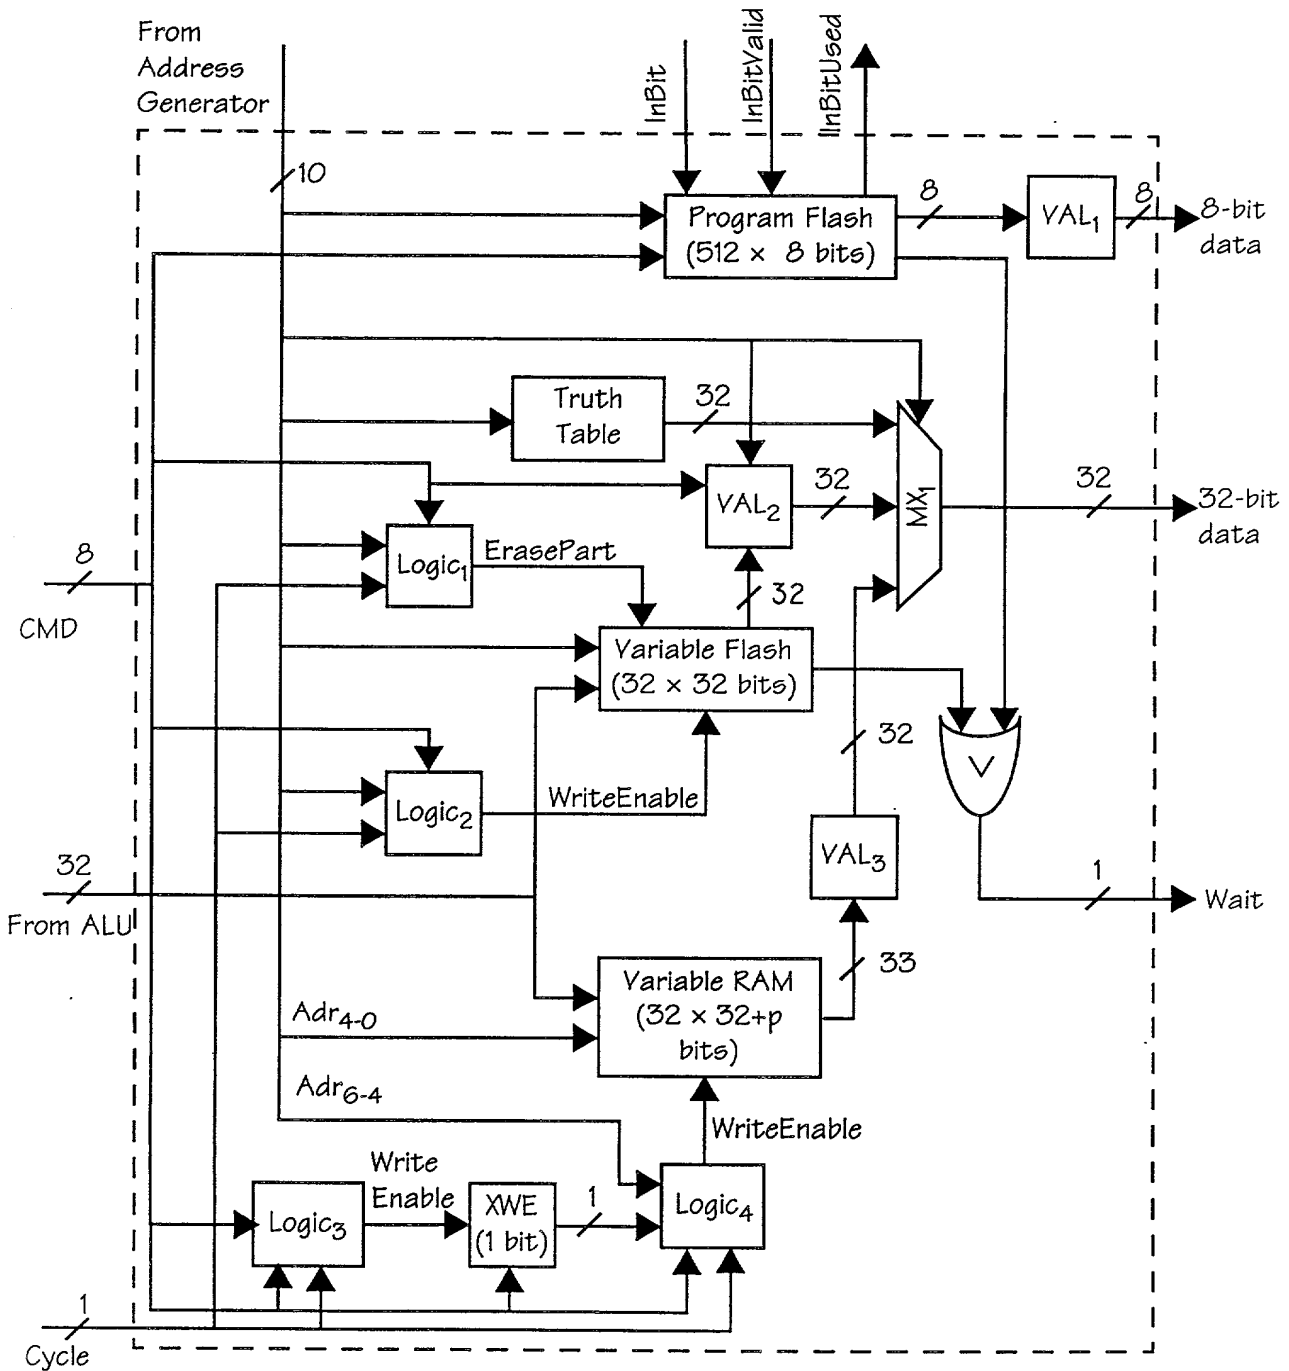 From
Address
Generator
InBit
InBitValid
InBitUsed
10
Program Flash
(512 x 8 bits)
8
VAL1
8
8-bit
data
Truth
Table
32
VAL2
32
MX1
32
32-bit
data
8
CMD
Logic1
ErasePart
32
Variable Flash
(32 x 32 bits)
32
V
Logic2
WriteEnable
VAL3
32
From ALU
1
Wait
33
Variable RAM
(32 x 32+p
bits)
Adr4-0
Adr6-4
WriteEnable
Write
Enable
Logic3
XWE
(1 bit)
1
Logic4
1
Cycle